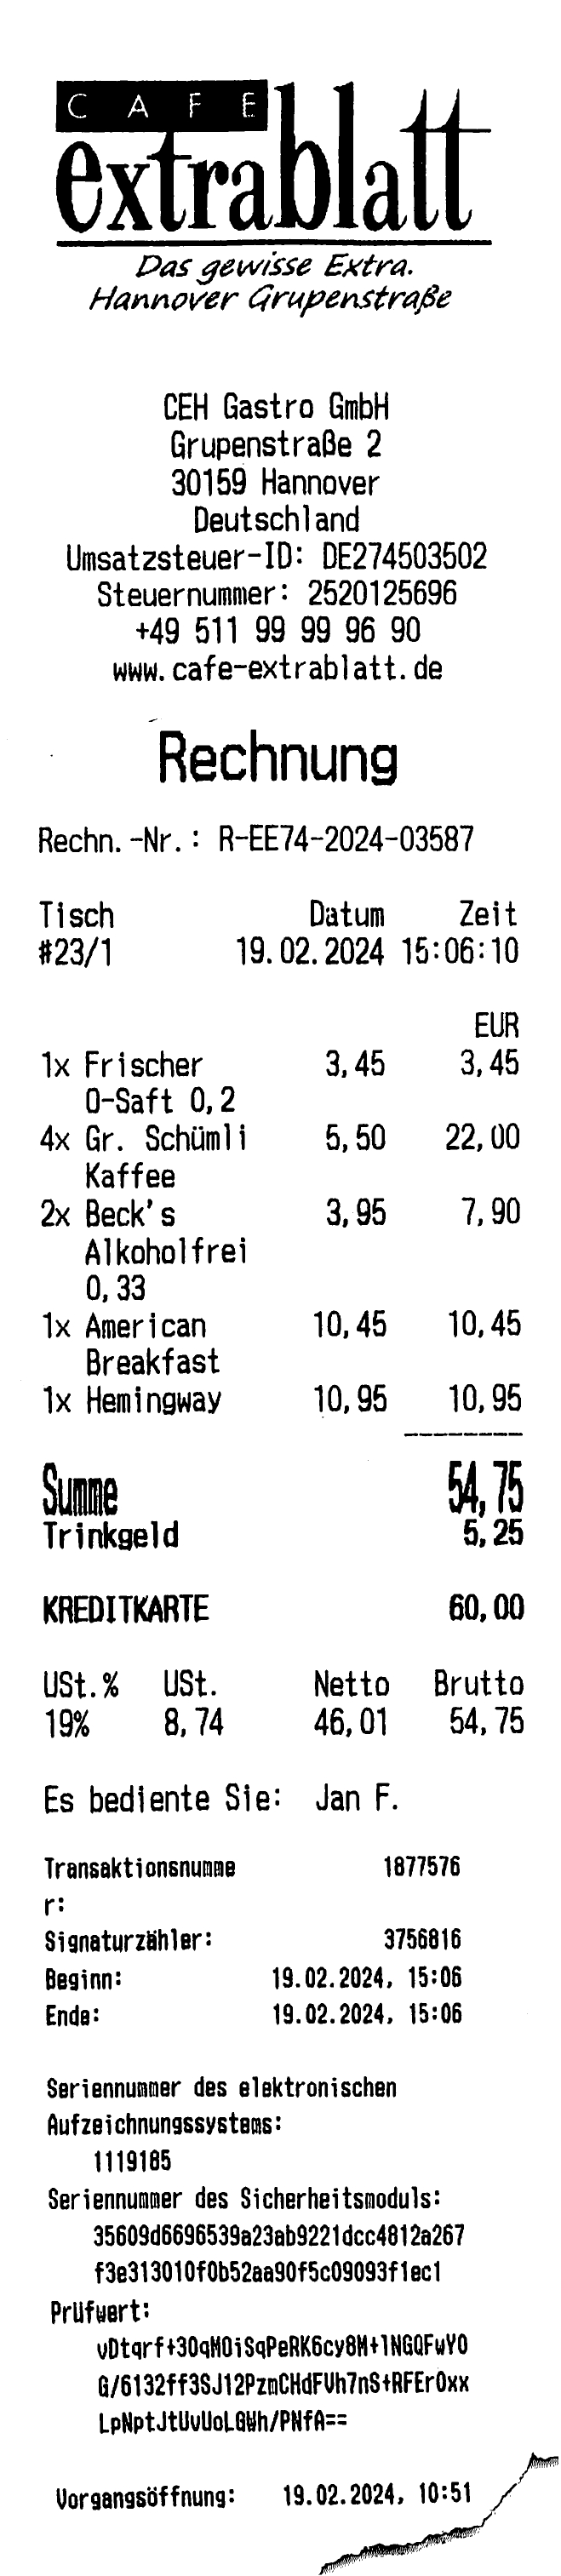 CAFE
extrablatt
Das gewisse Extra.
Hannover Grupenstraße
CEH Gastro GmbH
Grupenstraße 2
30159 Hannover
Deutschland
Umsatzsteuer-ID: DE274503502
Steuernummer: 2520125696
+49 511 99 99 96 90
www.cafe-extrablatt.de
Rechnung
Rechn.-Nr.: R-EE74-2024-03587
Tisch Datum Zeit
#23/1 19.02.2024 15:06:10
EUR
1x Frischer 3,45 3,45
O-Saft 0,2
4x Gr. Schümli 5,50 22,00
Kaffee
2x Beck's 3,95 7,90
Alkoholfrei
0,33
1x American 10,45 10,45
Breakfast
1x Hemingway 10,95 10,95
--------
Summe 54,75
Trinkgeld 5,25
KREDITKARTE 60,00
USt.% USt. Netto Brutto
19% 8,74 46,01 54,75
Es bediente Sie: Jan F.
Transaktionsnumme 1877576
r:
Signaturzähler: 3756816
Beginn: 19.02.2024, 15:06
Ende: 19.02.2024, 15:06
Seriennummer des elektronischen
Aufzeichnungssystems:
1119185
Seriennummer des Sicherheitsmoduls:
35609d6696539a23ab9221dcc4812a267
f3e313010f0b52aa90f5c09093f1ec1
Prüfwert:
vDtqrf+30qMOiSqPeRK6cy8M+lNGQFwYO
G/6132ff3SJ12PzmCHdFVh7nS+RFErOxx
LpNptJtUvUoLGWh/PNfA==
Vorgangsöffnung: 19.02.2024, 10:51